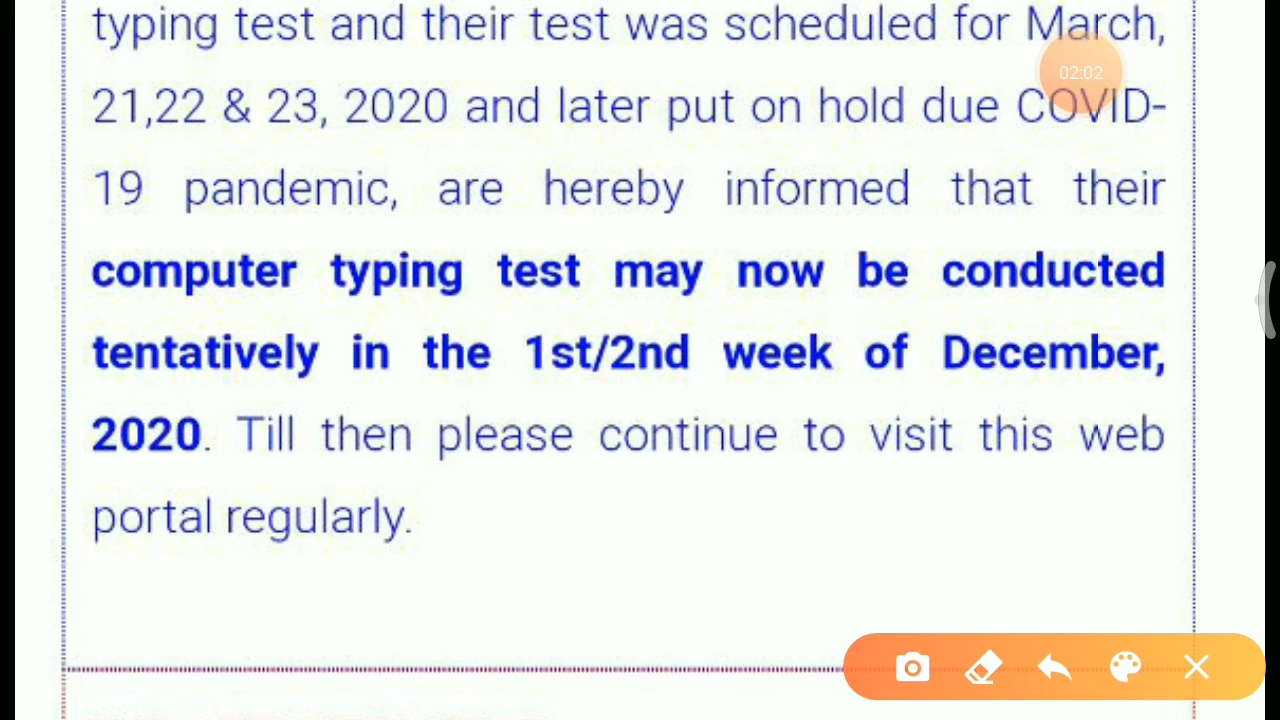 typing test and their test was scheduled for March,
21,22 & 23, 2020 and later put on hold due COVID-
19 pandemic, are hereby informed that their
computer typing test may now be conducted
tentatively in the 1st/2nd week of December,
2020. Till then please continue to visit this web
portal regularly.
02:02